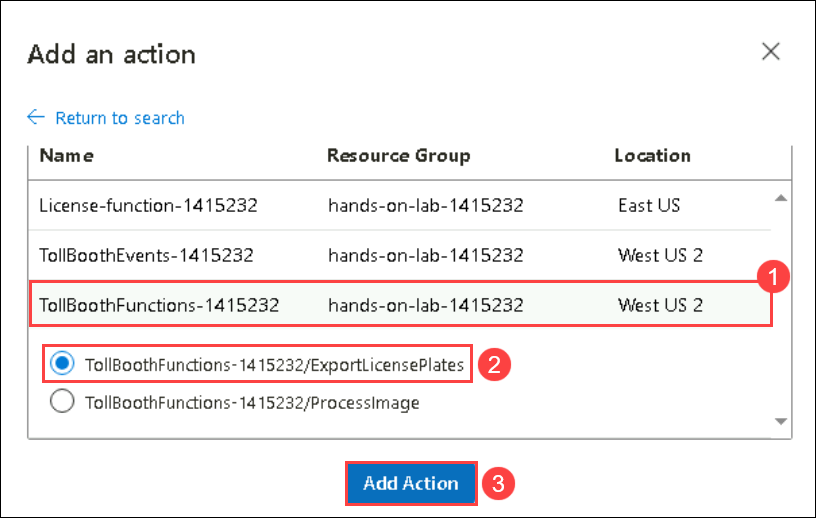 Add an action
Return to search
Name Resource Group Location
License-function-1415232 hands-on-lab-1415232 East US
TollBoothEvents-1415232 hands-on-lab-1415232 West US 2
1
TollBoothFunctions-1415232 hands-on-lab-1415232 West US 2
TollBoothFunctions-1415232/ExportLicensePlates 2
TollBoothFunctions-1415232/ProcessImage
Add Action 3